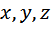 x, y, z